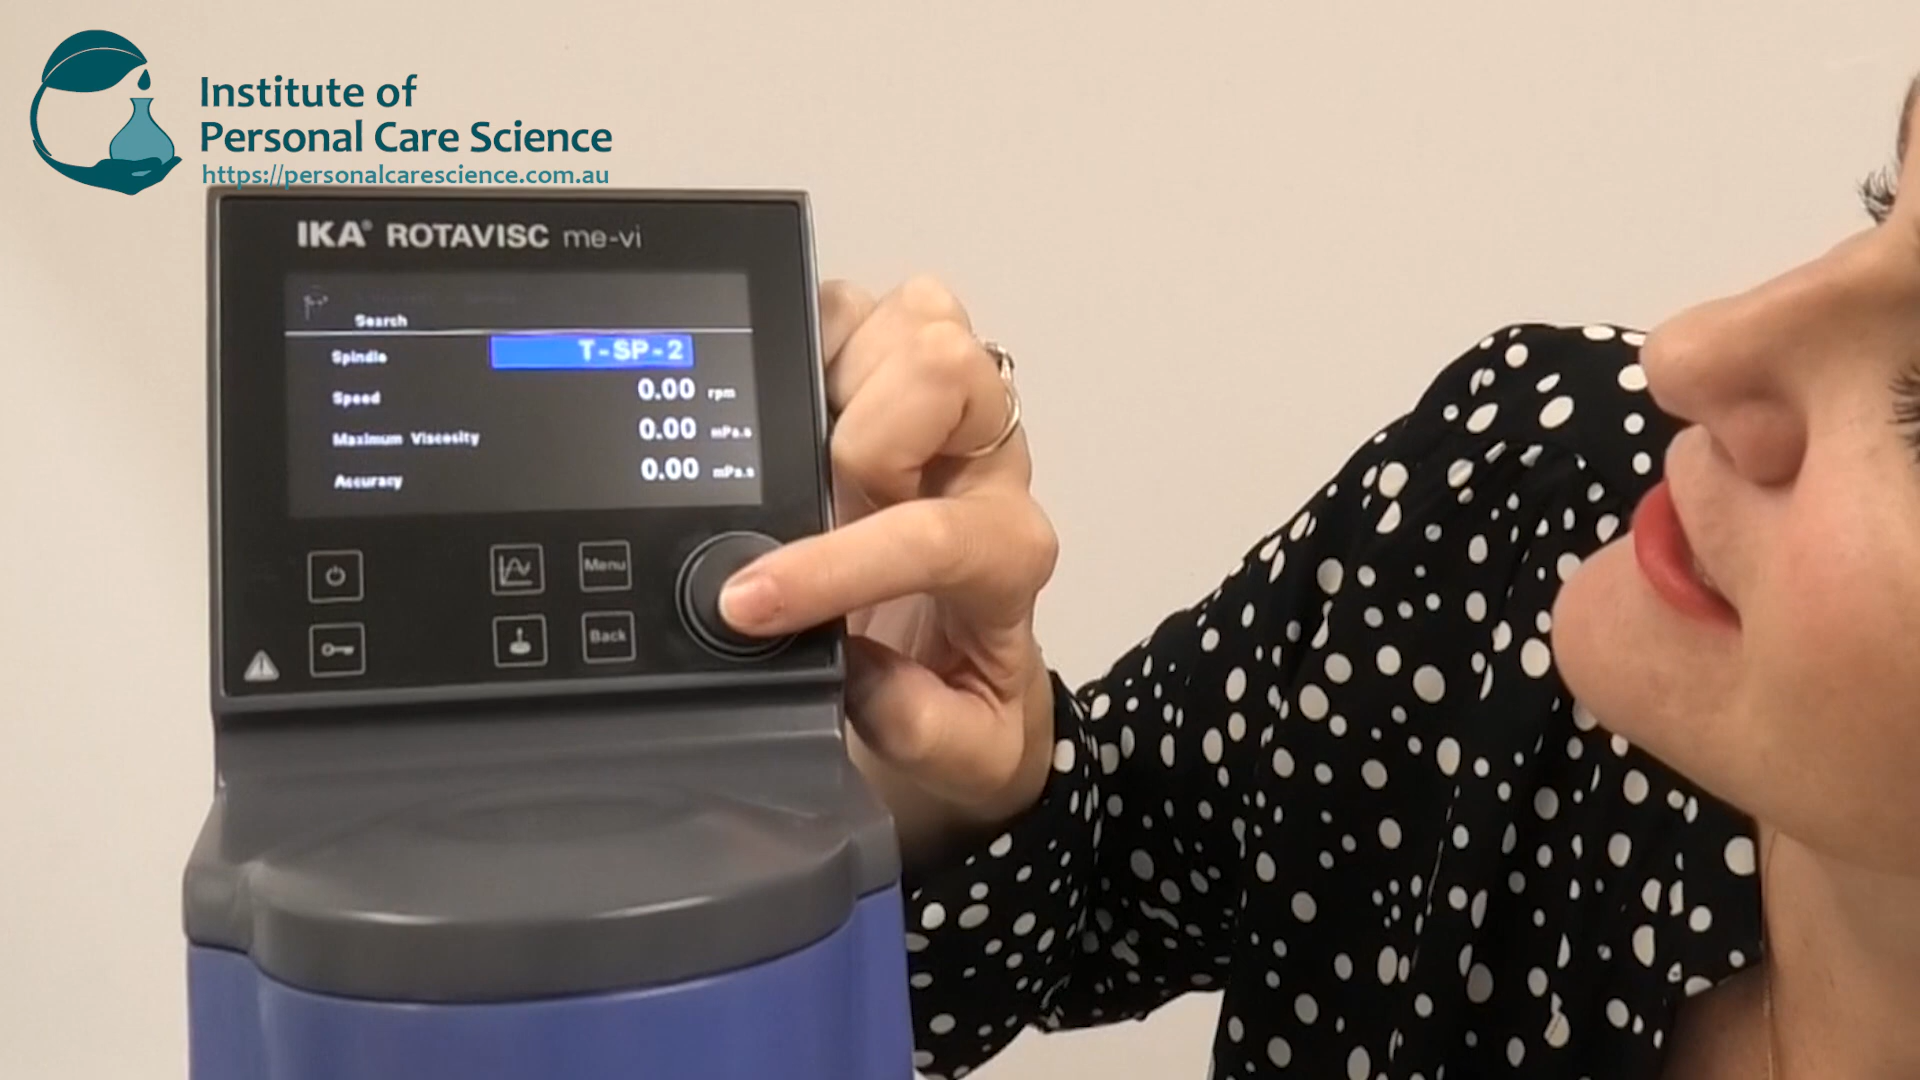 Institute of
Personal Care Science
https://personalcarescience.com.au
IKA® ROTAVISC me-vi
Search
Spindle T-SP-2
Speed 0.00 rpm
Maximum Viscosity 0.00 mPa.s
Accuracy 0.00 mPa.s
Menu
Back